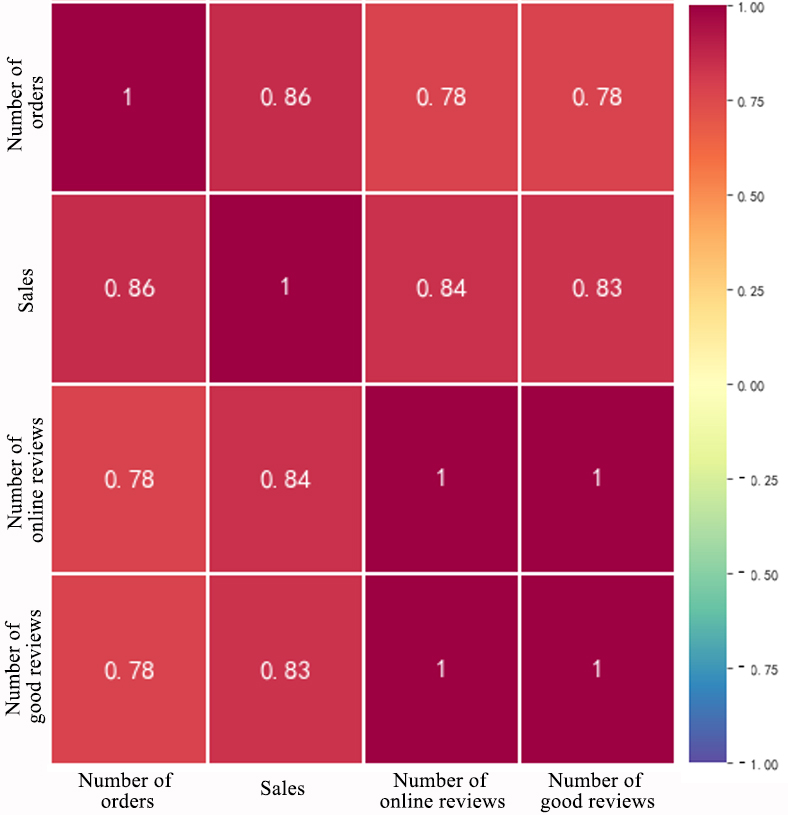 1.00
Number of
orders
1
0.86
0.78
0.78
0.75
0.50
Sales
0.86
1
0.84
0.83
0.25
0.00
Number of
online reviews
0.78
0.84
1
1
-0.25
-0.50
Number of
good reviews
0.78
0.83
1
1
-0.75
-1.00
Number of
orders
Sales
Number of
online reviews
Number of
good reviews